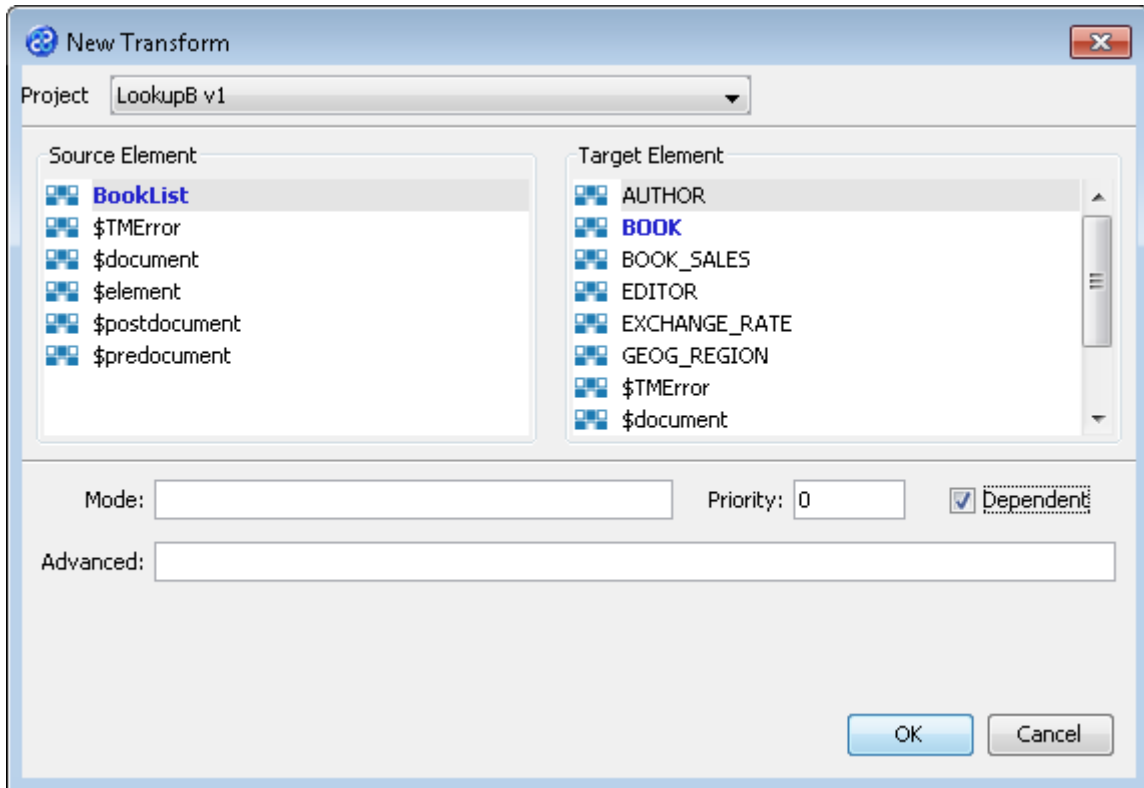 New Transform
Project LookupB v1
Source Element
BookList
$TMError
$document
$element
$postdocument
$predocument
Target Element
AUTHOR
BOOK
BOOK_SALES
EDITOR
EXCHANGE_RATE
GEOG_REGION
$TMError
$document
Mode: Priority: 0 Dependent
Advanced:
OK Cancel